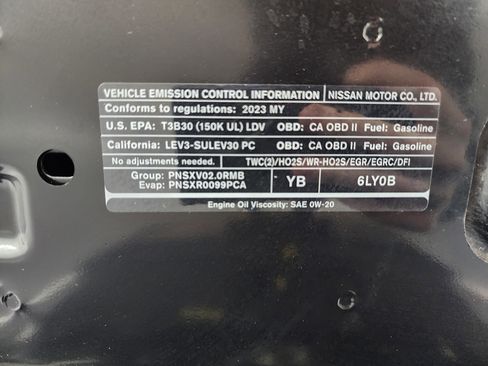 VEHICLE EMISSION CONTROL INFORMATION NISSAN MOTOR CO., LTD.
Conforms to regulations: 2023 MY
U.S. EPA: T3B30 (150K UL) LDV OBD: CA OBD II Fuel: Gasoline
California: LEV3-SULEV30 PC OBD: CA OBD II Fuel: Gasoline
No adjustments needed. TWC(2)/HO2S/WR-HO2S/EGR/EGRC/DFI
Group: PNSXV02.0RMB YB 6LY0B
Evap: PNSXR0099PCA
Engine Oil Viscosity: SAE 0W-20